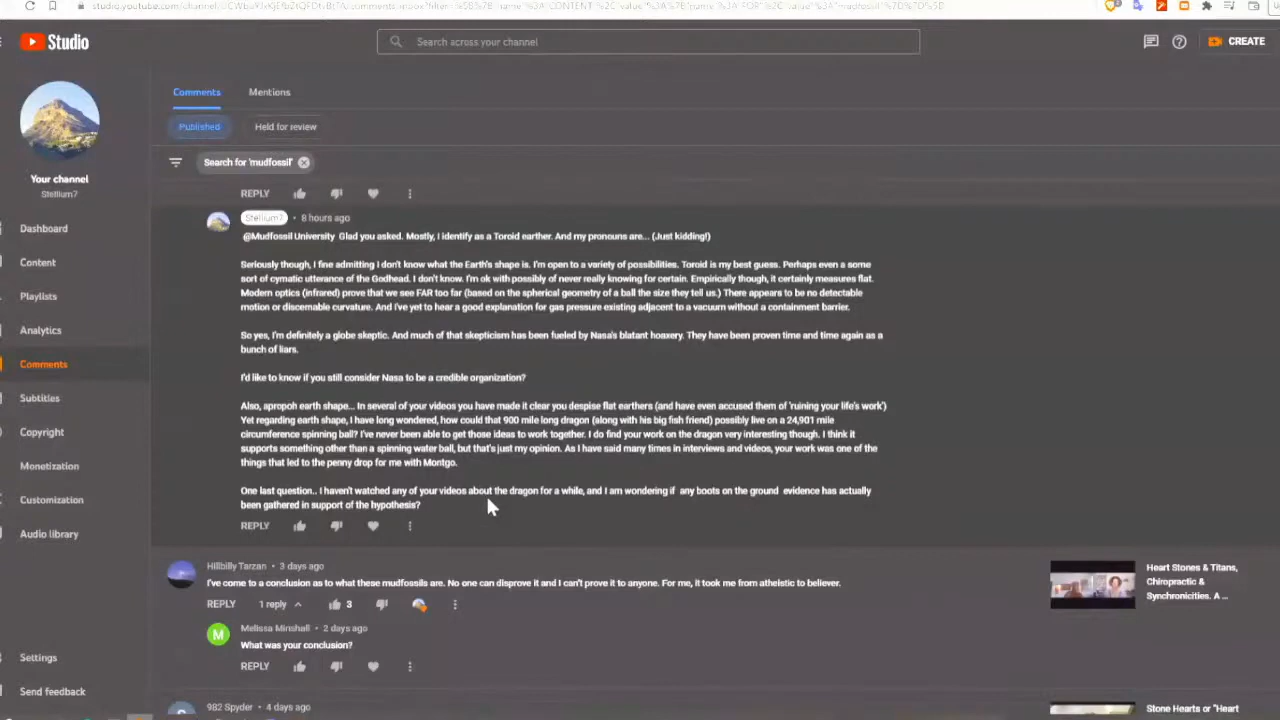 Studio
Search across your channel
CREATE
Your channel
Stellium7
Dashboard
Content
Playlists
Analytics
Comments
Subtitles
Copyright
Monetization
Customization
Audio library
Settings
Send feedback
Comments
Mentions
Published
Held for review
Search for 'mudfossil'
REPLY
Stellium7 • 8 hours ago
@Mudfossil University Glad you asked. Mostly, I identify as a Toroid earther. And my pronouns are... (Just kidding!)
Seriously though, I fine admitting I don't know what the Earth's shape is. I'm open to a variety of possibilities. Toroid is my best guess. Perhaps even a some
sort of cymatic utterance of the Godhead. I don't know. I'm ok with possibly of never really knowing for certain. Empirically though, it certainly measures flat.
Modern optics (infrared) prove that we see FAR too far (based on the spherical geometry of a ball the size they tell us.) There appears to be no detectable
motion or discernable curvature. And I've yet to hear a good explanation for gas pressure existing adjacent to a vacuum without a containment barrier.
So yes, I'm definitely a globe skeptic. And much of that skepticism has been fueled by Nasa's blatant hoaxery. They have been proven time and time again as a
bunch of liars.
I'd like to know if you still consider Nasa to be a credible organization?
Also, apropoh earth shape... In several of your videos you have made it clear you despise flat earthers (and have even accused them of 'ruining your life's work')
Yet regarding earth shape, I have long wondered, how could that 900 mile long dragon (along with his big fish friend) possibly live on a 24,901 mile
circumference spinning ball? I've never been able to get those ideas to work together. I do find your work on the dragon very interesting though. I think it
supports something other than a spinning water ball, but that's just my opinion. As I have said many times in interviews and videos, your work was one of the
things that led to the penny drop for me with Montgo.
One last question.. I haven't watched any of your videos about the dragon for a while, and I am wondering if any boots on the ground evidence has actually
been gathered in support of the hypothesis?
REPLY
Hillbilly Tarzan • 3 days ago
I've come to a conclusion as to what these mudfossils are. No one can disprove it and I can't prove it to anyone. For me, it took me from atheistic to believer.
REPLY 1 reply 3
Heart Stones & Titans,
Chiropractic &
Synchronicities. A ...
M
Melissa Minshall • 2 days ago
What was your conclusion?
REPLY
982 Spyder • 4 days ago
Stone Hearts or "Heart